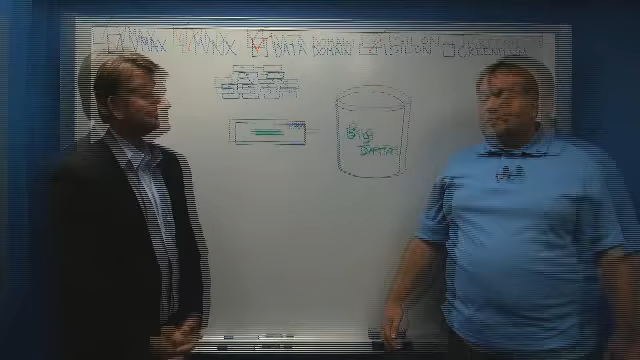 VMAX VNX DATA DOMAIN ISILON GREENPLUM
Big
DATA